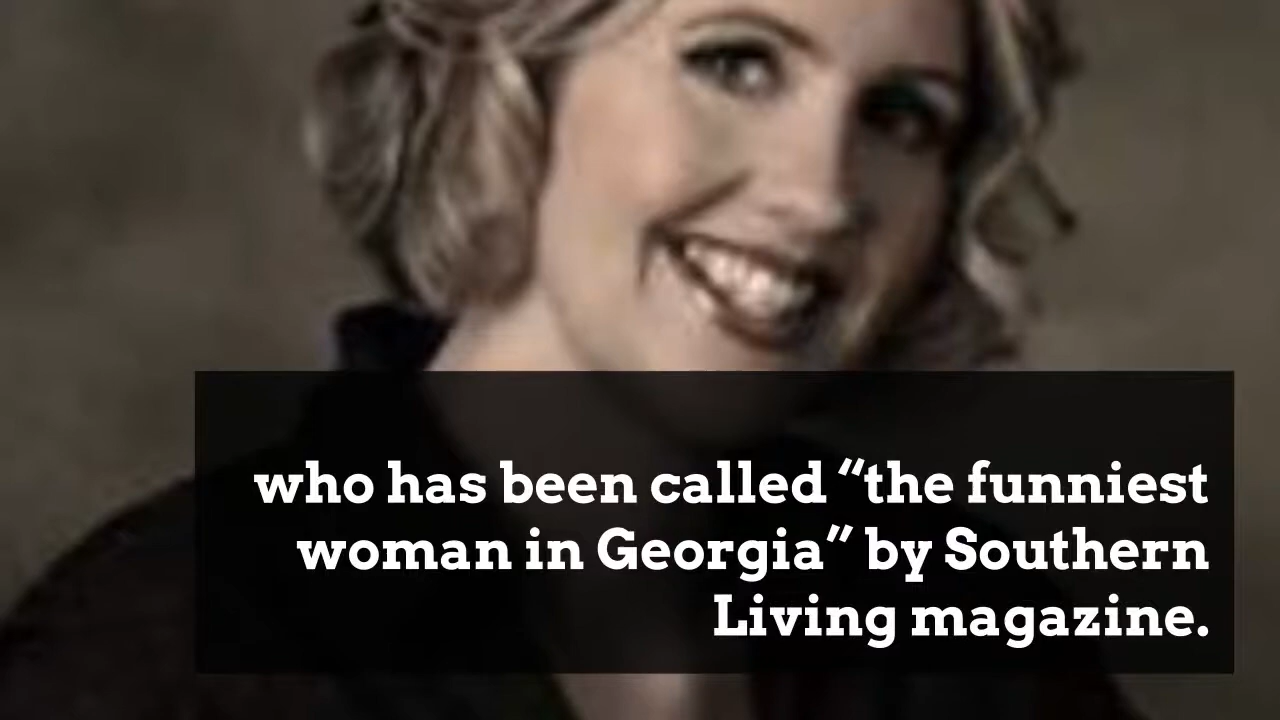 who has been called “the funniest
woman in Georgia” by Southern
Living magazine.